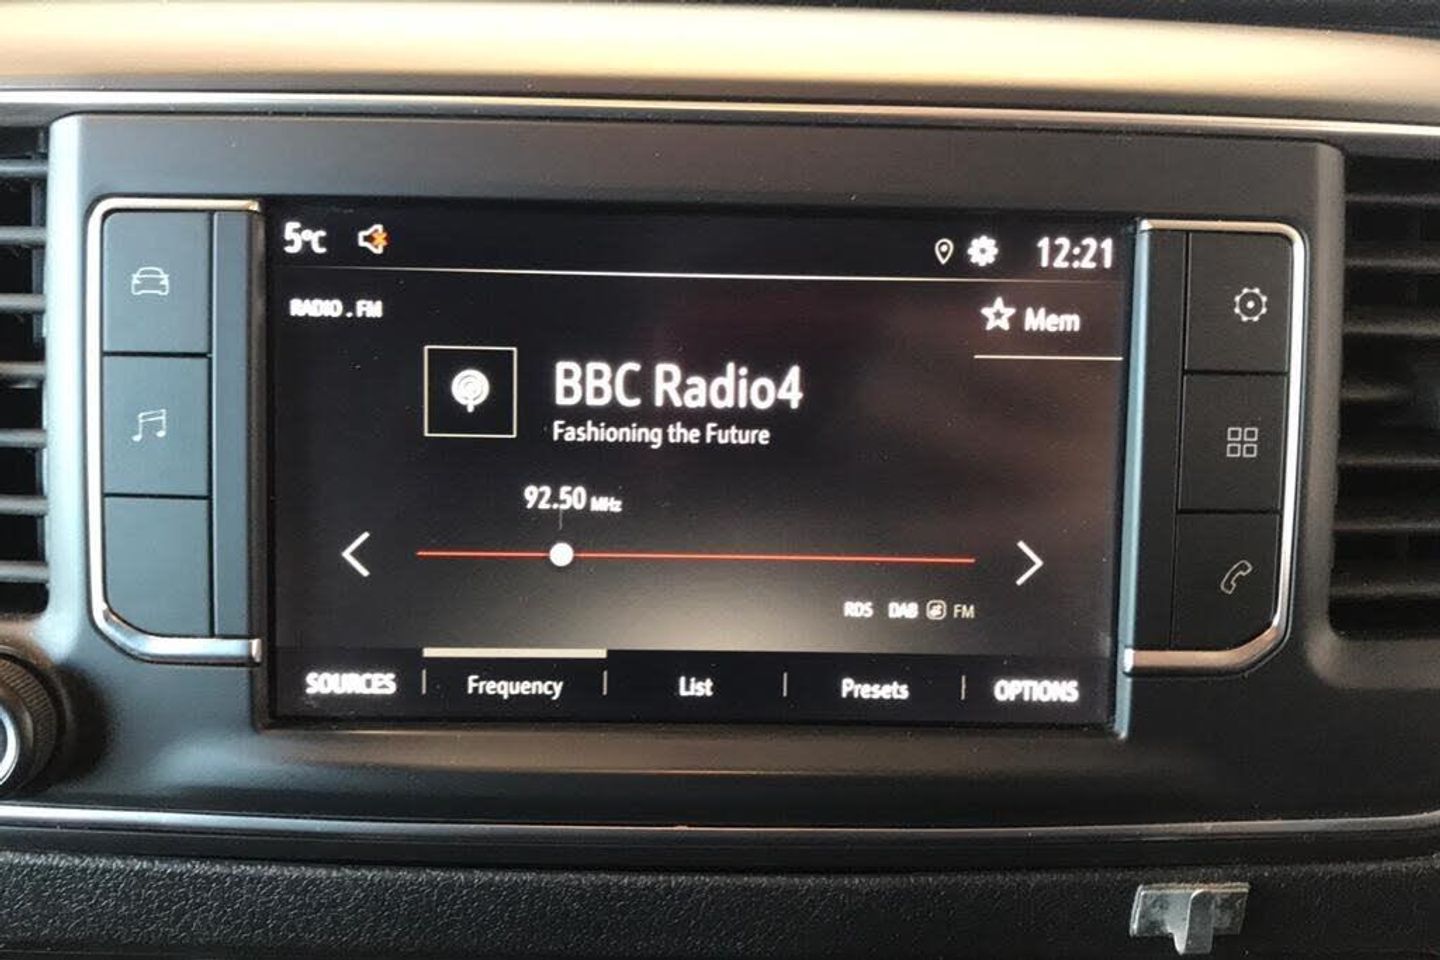 5°C 12:21
RADIO . FM
Mem
BBC Radio4
Fashioning the Future
92.50 MHz
RDS DAB FM
SOURCES Frequency List Presets OPTIONS